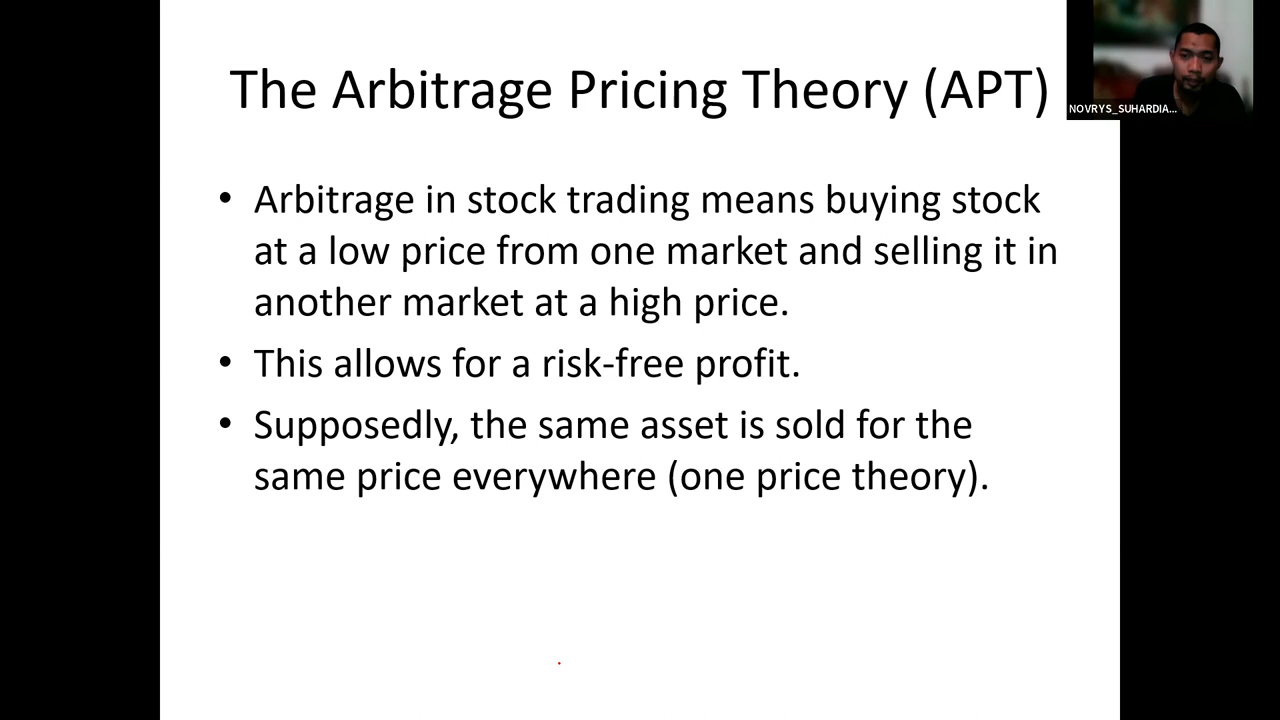 The Arbitrage Pricing Theory (APT)
NOVRYS_SUHARDIA...
• Arbitrage in stock trading means buying stock
at a low price from one market and selling it in
another market at a high price.
• This allows for a risk-free profit.
• Supposedly, the same asset is sold for the
same price everywhere (one price theory).